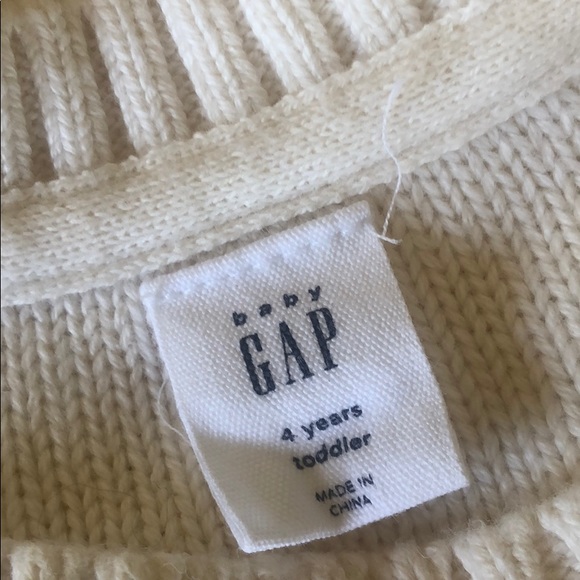 baby
GAP
4 years
toddler
MADE IN
CHINA